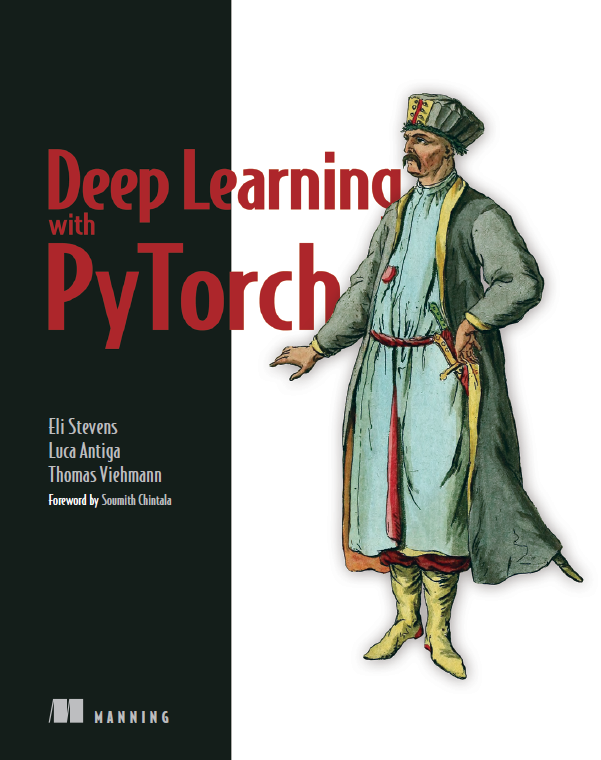 Deep Learning
with
PyTorch
Eli Stevens
Luca Antiga
Thomas Viehmann
Foreword by Soumith Chintala
MANNING